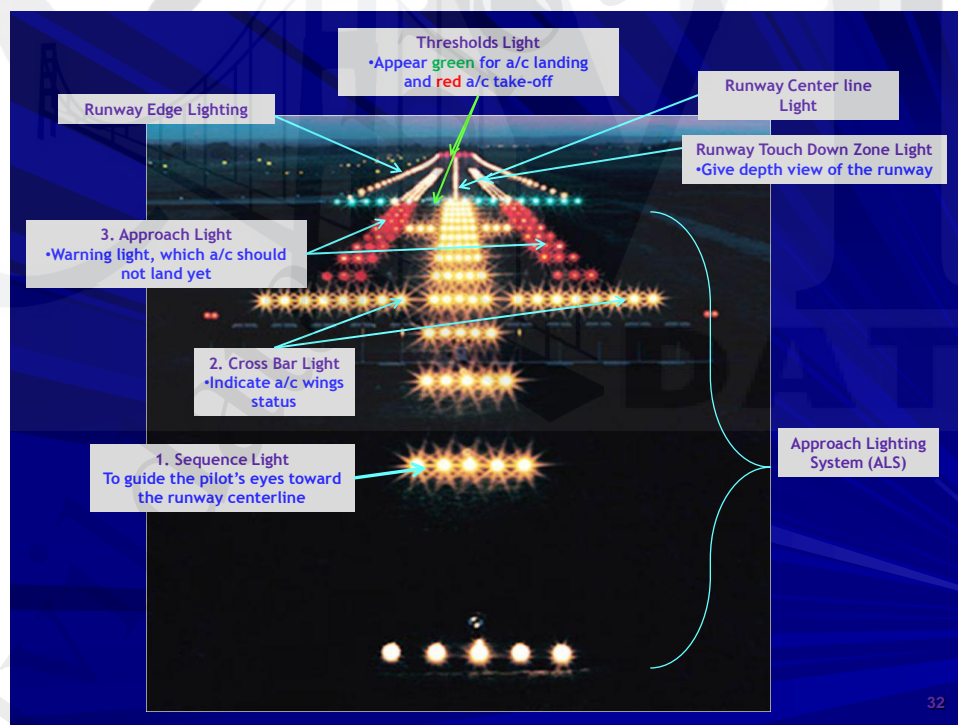 Thresholds Light
•Appear green for a/c landing
and red a/c take-off
Runway Center line
Light
Runway Edge Lighting
Runway Touch Down Zone Light
•Give depth view of the runway
3. Approach Light
•Warning light, which a/c should
not land yet
2. Cross Bar Light
•Indicate a/c wings
status
1. Sequence Light
To guide the pilot's eyes toward
the runway centerline
Approach Lighting
System (ALS)
DAT
32